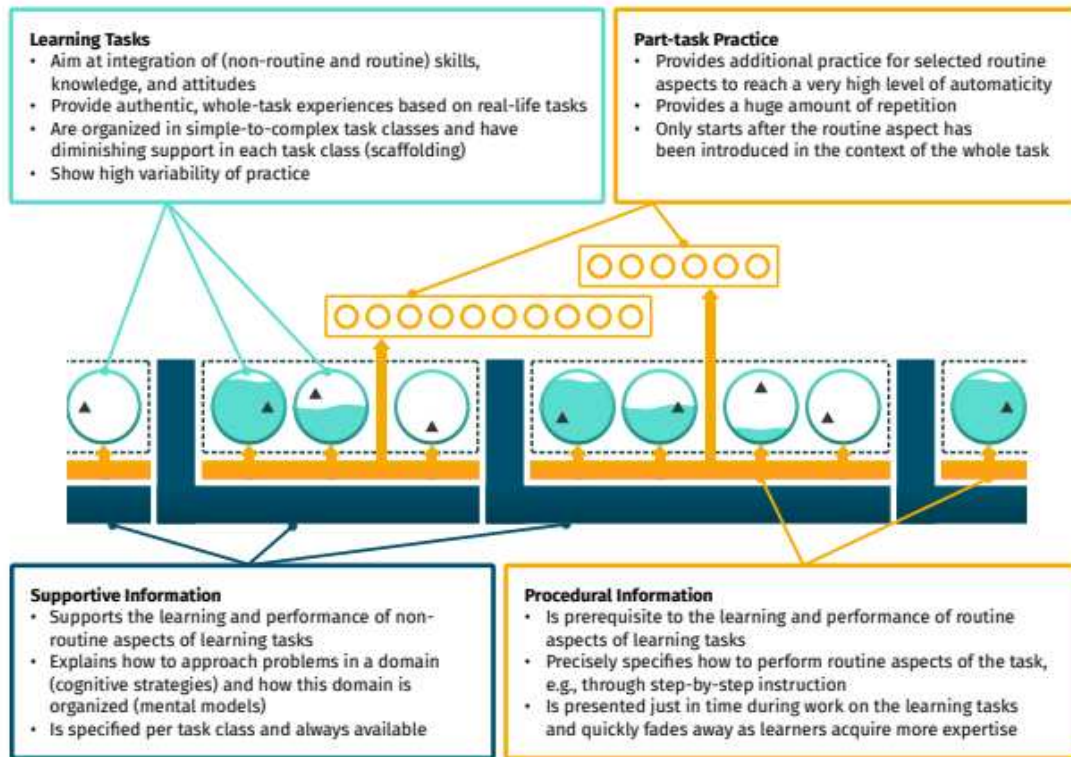 Learning Tasks
• Aim at integration of (non-routine and routine) skills,
knowledge, and attitudes
• Provide authentic, whole-task experiences based on real-life tasks
• Are organized in simple-to-complex task classes and have
diminishing support in each task class (scaffolding)
• Show high variability of practice
Part-task Practice
• Provides additional practice for selected routine
aspects to reach a very high level of automaticity
• Provides a huge amount of repetition
• Only starts after the routine aspect has
been introduced in the context of the whole task
Supportive Information
• Supports the learning and performance of non-
routine aspects of learning tasks
• Explains how to approach problems in a domain
(cognitive strategies) and how this domain is
organized (mental models)
• Is specified per task class and always available
Procedural Information
• Is prerequisite to the learning and performance of routine
aspects of learning tasks
• Precisely specifies how to perform routine aspects of the task,
e.g., through step-by-step instruction
• Is presented just in time during work on the learning tasks
and quickly fades away as learners acquire more expertise